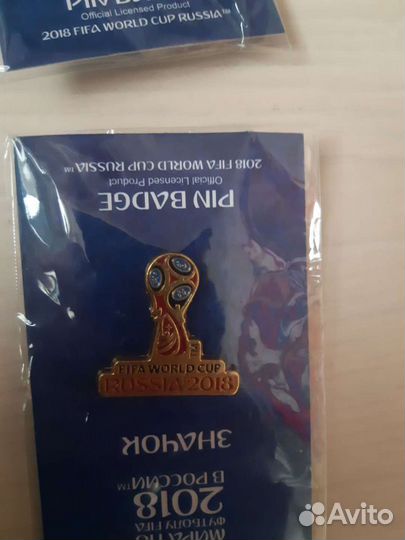 PIN BADGE
Official Licensed Product
2018 FIFA WORLD CUP RUSSIA™
2018 FIFA WORLD CUP RUSSIA™
Official Licensed Product
PIN BADGE
FIFA WORLD CUP
RUSSIA 2018
ЗНАЧОК
В РОССИИ™
2018
ФУТБОЛУ FIFA
МИРА ПО
Avito